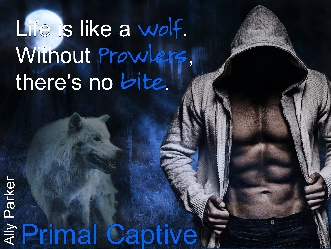 Life is like a wolf.
Without Prowlers,
there's no bite.
Ally Parker
Primal Captive